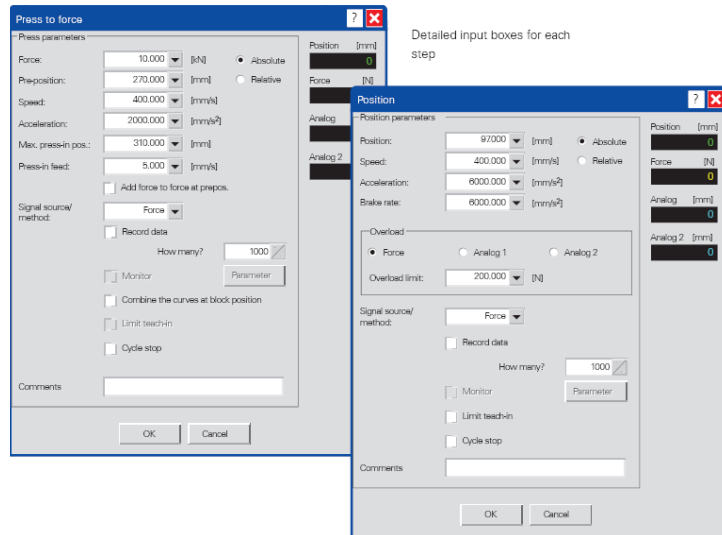 Press to force ?
Detailed input boxes for each
step
Press parameters
Force: 10.000 [kN] Absolute
Pre-position: 270.000 [mm] Relative
Speed: 400.000 [mm/s]
Acceleration: 2000.000 [mm/s²]
Max. press-in pos.: 310.000 [mm]
Press-in feed: 5.000 [mm/s]
Add force to force at prepos.
Signal source/
method: Force
Record data
How many? 1000
Monitor Parameter
Combine the curves at block position
Limit teach-in
Cycle stop
Comments
OK Cancel
Position [mm]
0
Force [N]
Analog
Analog 2
Position ?
Position parameters
Position: 97.000 [mm] Absolute
Speed: 400.000 [mm/s] Relative
Acceleration: 6000.000 [mm/s²]
Brake rate: 6000.000 [mm/s²]
Overload
Force Analog 1 Analog 2
Overload limit: 200.000 [N]
Signal source/
method: Force
Record data
How many? 1000
Monitor Parameter
Limit teach-in
Cycle stop
Comments
OK Cancel
Position [mm]
0
Force [N]
0
Analog [mm]
0
Analog 2 [mm]
0